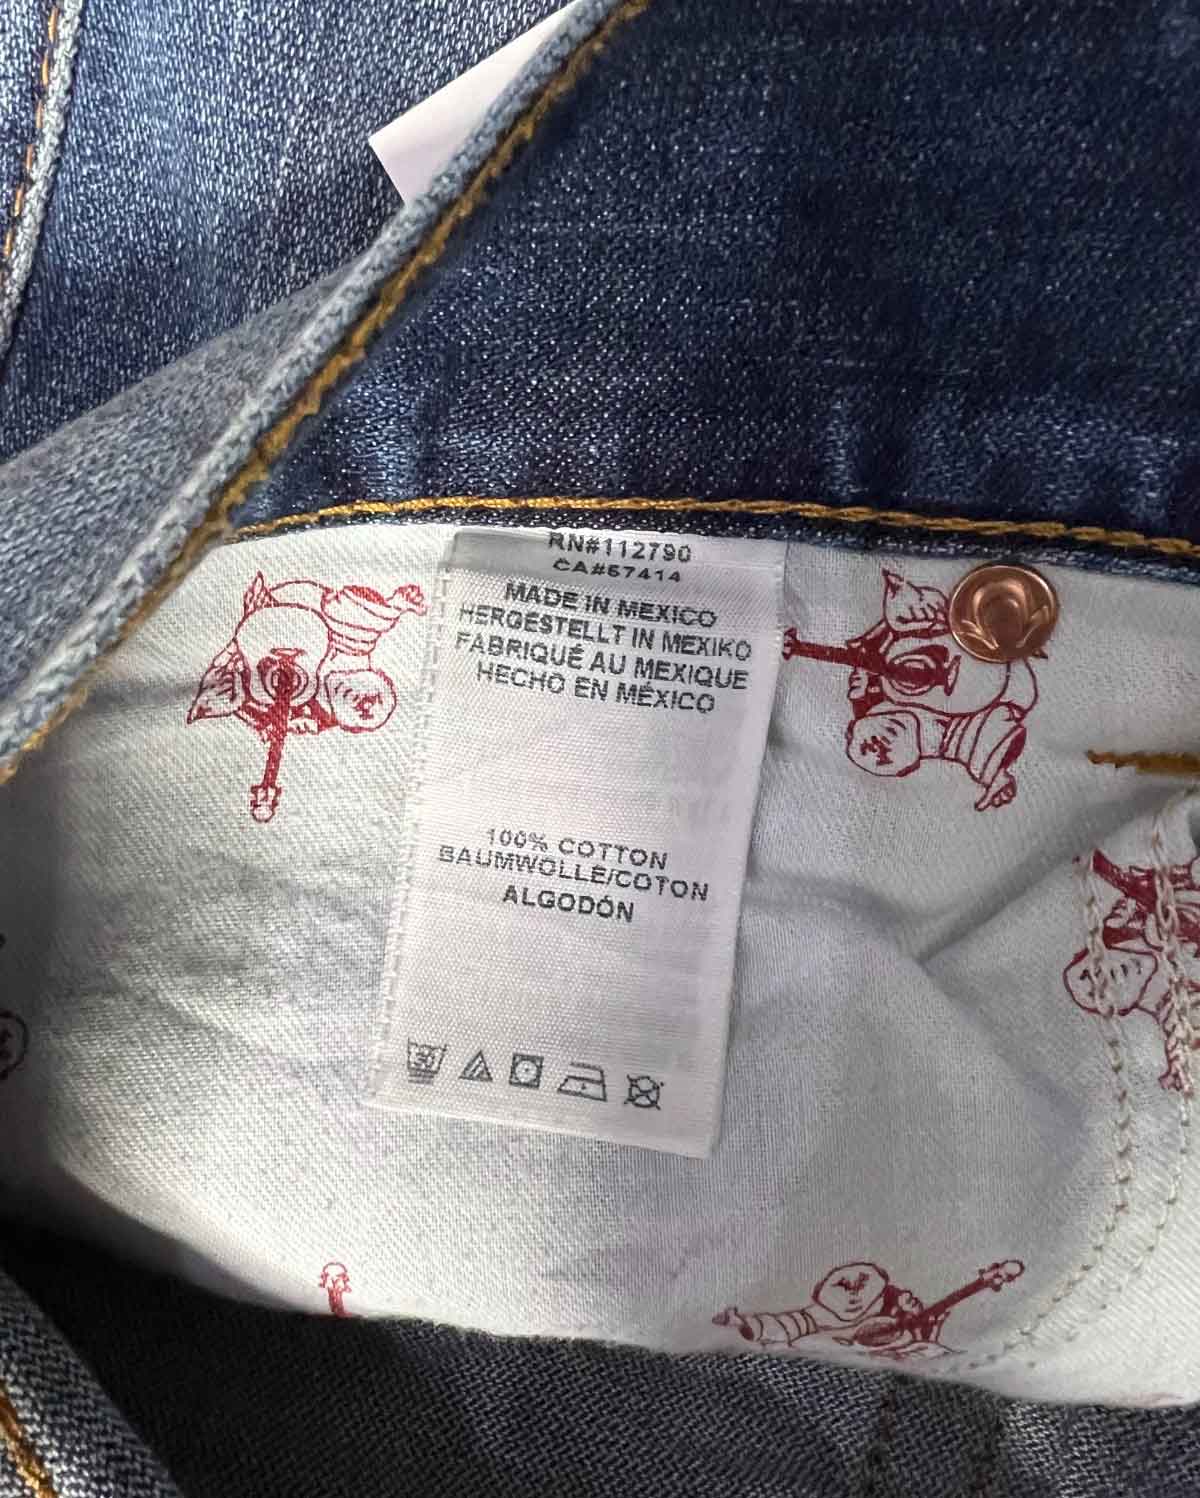 RN#112790
CA#57414
MADE IN MEXICO
HERGESTELLT IN MEXIKO
FABRIQUÉ AU MEXIQUE
HECHO EN MÉXICO
100% COTTON
BAUMWOLLE/COTON
ALGODÓN
30